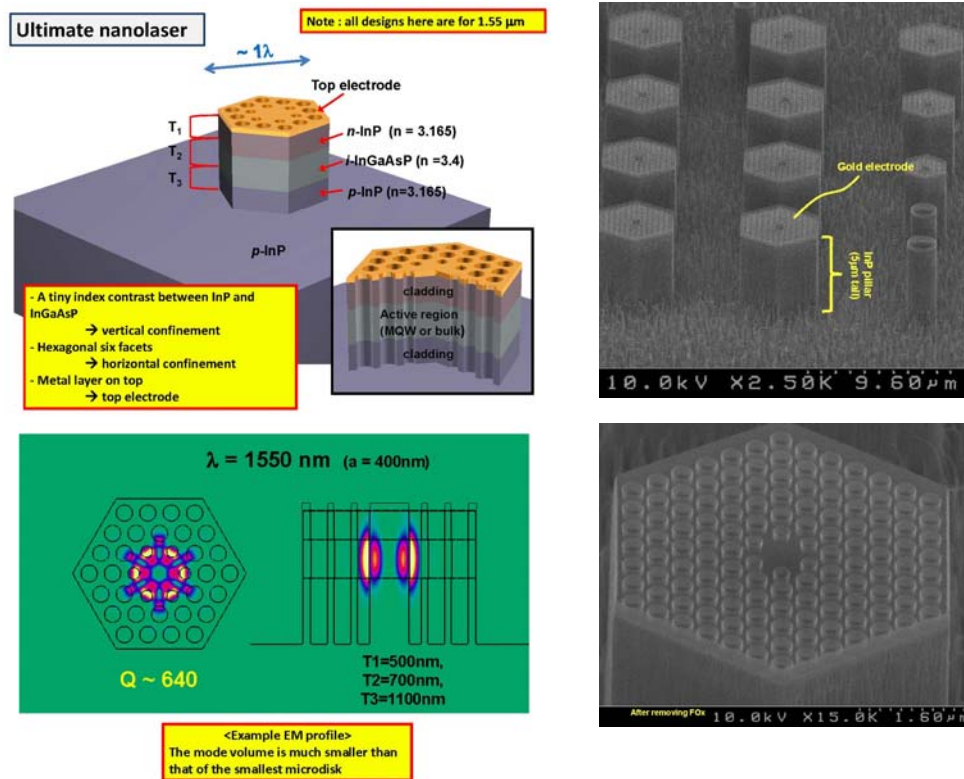 Ultimate nanolaser
Note : all designs here are for 1.55 μm
~ 1λ
Top electrode
T1
T2
T3
n-InP (n = 3.165)
i-InGaAsP (n =3.4)
p-InP (n=3.165)
p-InP
cladding
Active region
(MQW or bulk)
cladding
- A tiny index contrast between InP and
InGaAsP
→ vertical confinement
- Hexagonal six facets
→ horizontal confinement
- Metal layer on top
→ top electrode
λ = 1550 nm (a = 400nm)
Q ~ 640
T1=500nm,
T2=700nm,
T3=1100nm
<Example EM profile>
The mode volume is much smaller than
that of the smallest microdisk
Gold electrode
InP pillar
(5μm tall)
10.0kV X2.50K 9.60μm
After removing FOx
10.0kV X15.0K 1.60μm